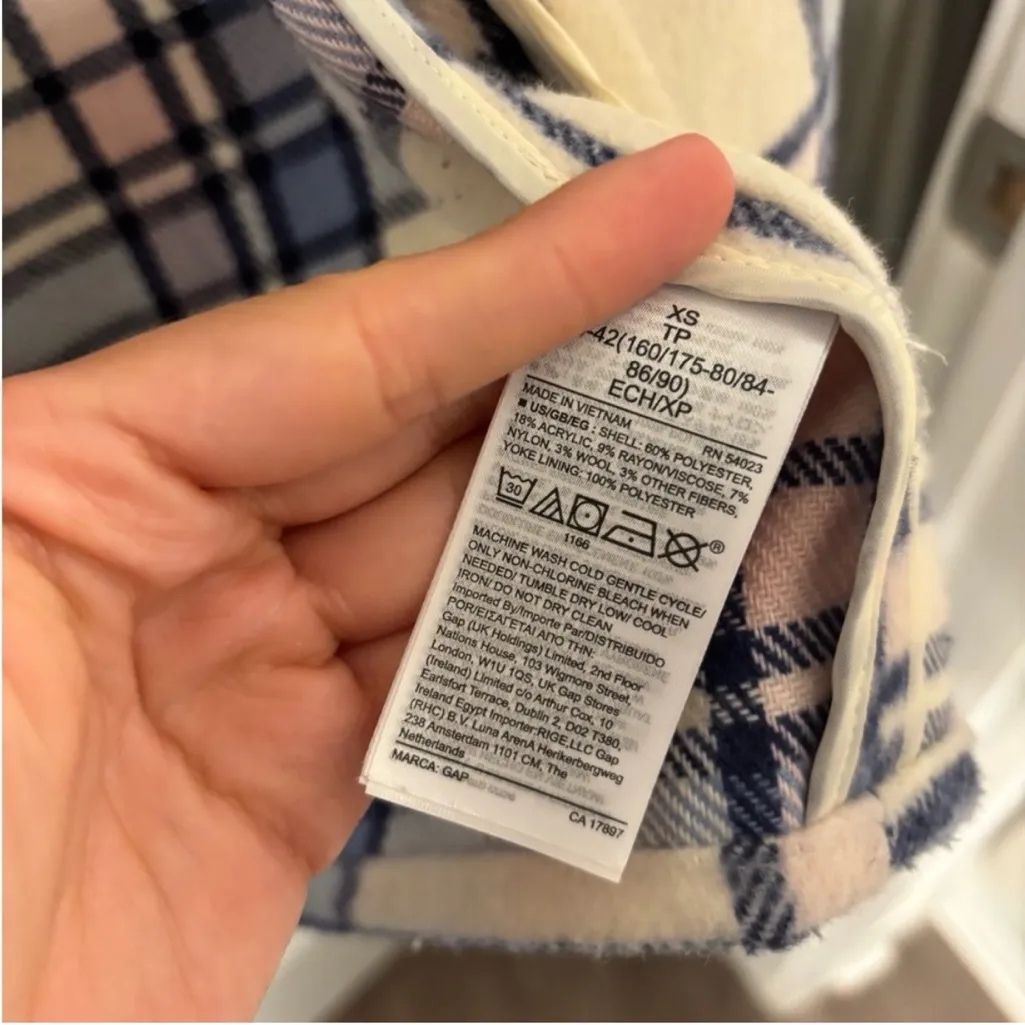 XS
TP
-42(160/175-80/84-
86/90)
ECH/XP
MADE IN VIETNAM
RN 54023
■ US/GB/EG : SHELL: 60% POLYESTER,
18% ACRYLIC, 9% RAYON/VISCOSE, 7%
NYLON, 3% WOOL, 3% OTHER FIBERS,
YOKE LINING: 100% POLYESTER
30
®
1166
MACHINE WASH COLD GENTLE CYCLE/
ONLY NON-CHLORINE BLEACH WHEN
NEEDED/ TUMBLE DRY LOW/ COOL
IRON/ DO NOT DRY CLEAN
Imported By/Importe Par/DISTRIBUIDO
POR/ΕΙΣΑΓΕΤΑΙ ΑΠΟ ΤΗΝ:
Gap (UK Holdings) Limited, 2nd Floor
Nations House, 103 Wigmore Street,
London, W1U 1QS, UK Gap Stores
(Ireland) Limited c/o Arthur Cox, 10
Earlsfort Terrace, Dublin 2, D02 T380,
Ireland Egypt Importer:RIGE,LLC Gap
(RHC) B.V. Luna ArenA Herikerbergweg
238 Amsterdam 1101 CM, The
Netherlands
MARCA: GAP
CA 17897